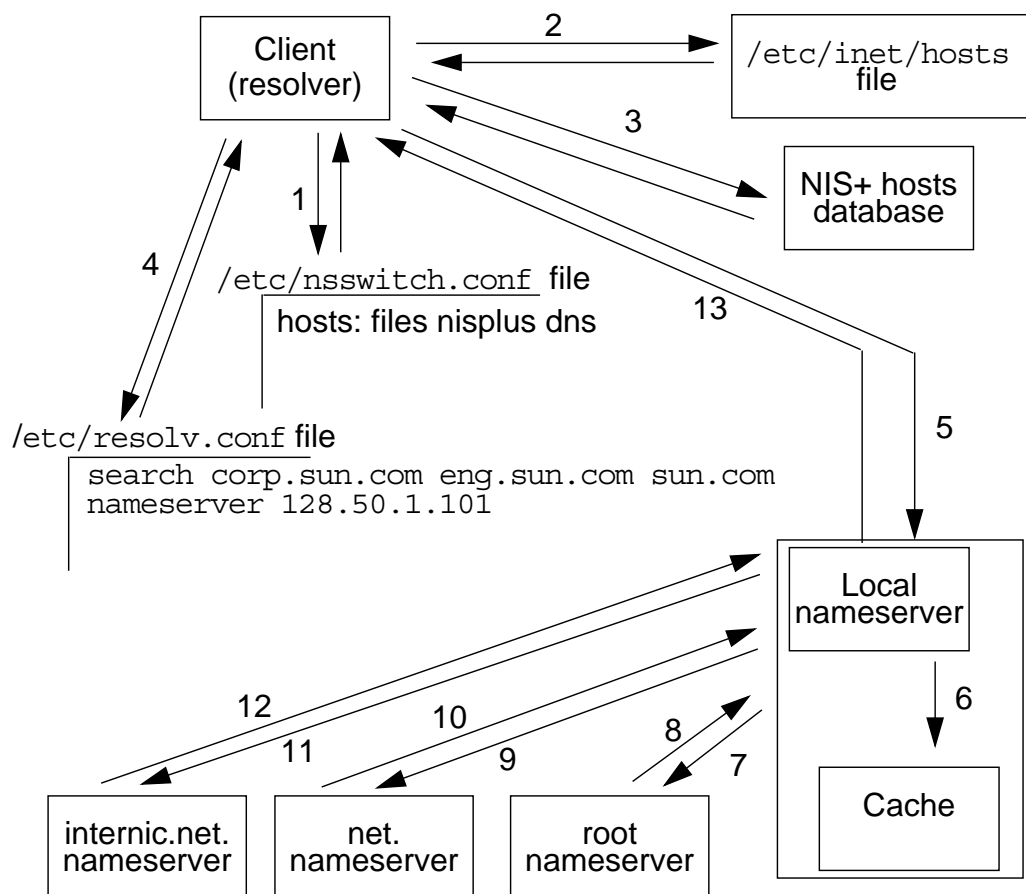 Client
(resolver)
2
/etc/inet/hosts
file
3
NIS+ hosts
database
1
4
/etc/nsswitch.conf file
hosts: files nisplus dns
13
/etc/resolv.conf file
search corp.sun.com eng.sun.com sun.com
nameserver 128.50.1.101
5
Local
nameserver
6
Cache
12
11
10
9
8
7
internic.net.
nameserver
net.
nameserver
root
nameserver